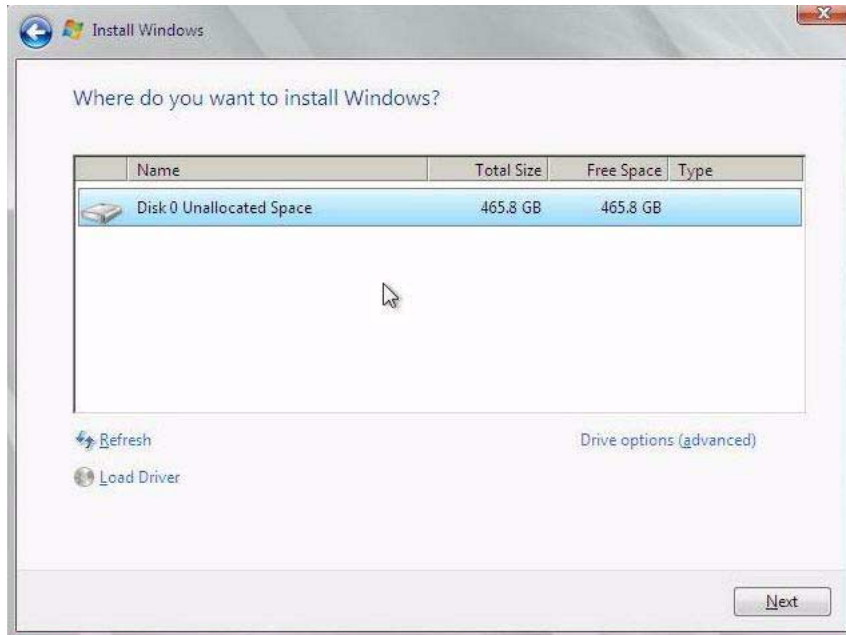 Install Windows
Where do you want to install Windows?
Name Total Size Free Space Type
Disk 0 Unallocated Space 465.8 GB 465.8 GB
Refresh Drive options (advanced)
Load Driver
Next